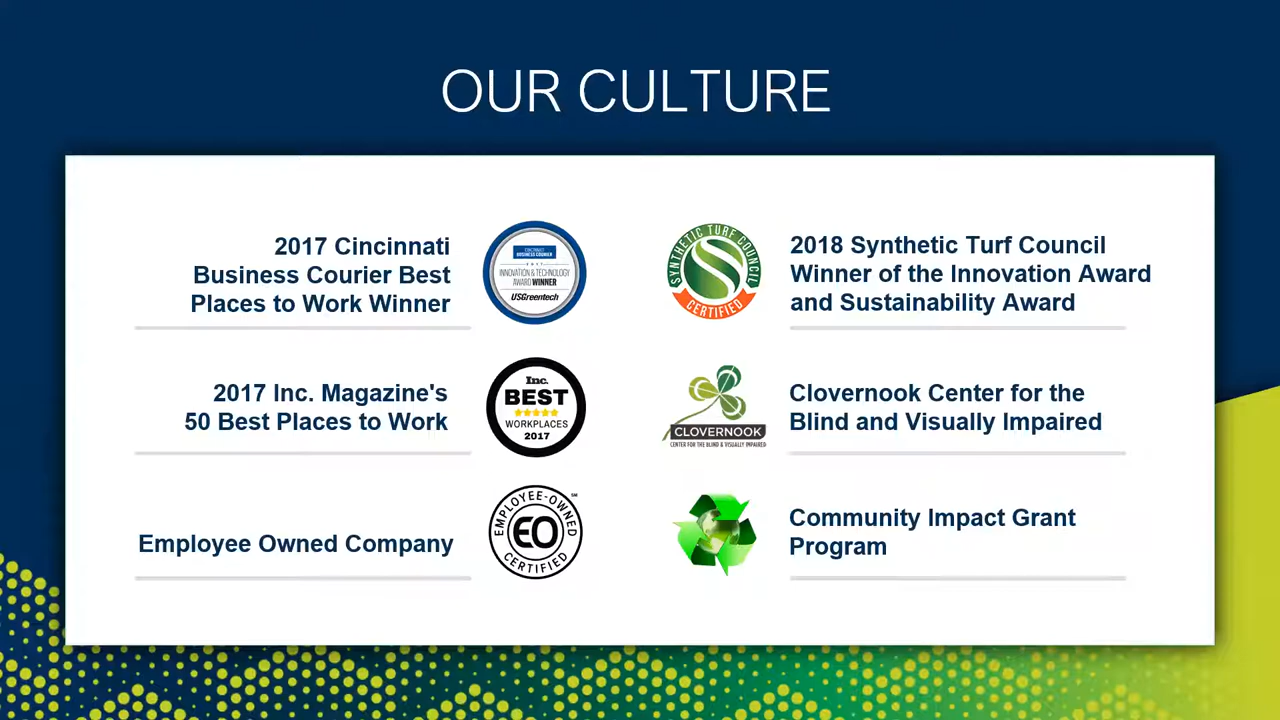 OUR CULTURE
2017 Cincinnati
Business Courier Best
Places to Work Winner
CINCINNATI
BUSINESS COURIER
2017
INNOVATION & TECHNOLOGY
AWARD WINNER
USGreentech
SYNTHETIC TURF COUNCIL
CERTIFIED
2018 Synthetic Turf Council
Winner of the Innovation Award
and Sustainability Award
2017 Inc. Magazine's
50 Best Places to Work
Inc.
BEST
WORKPLACES
2017
CLOVERNOOK
CENTER FOR THE BLIND & VISUALLY IMPAIRED
Clovernook Center for the
Blind and Visually Impaired
Employee Owned Company
EMPLOYEE-OWNED
SM
EO
CERTIFIED
Community Impact Grant
Program